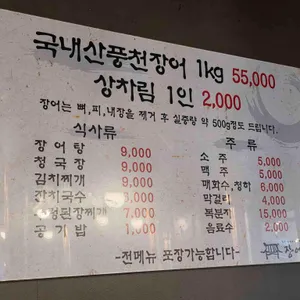 국내산풍천장어 1kg 55,000
상차림 1인 2,000
장어는 뼈,피,내장을 제거 후 실중량 약 500g정도 드립니다.
식사류
장어탕 9,000
청국장 9,000
김치찌개 9,000
잔치국수 6,000
된장찌개 7,000
공기밥 1,000
주류
소주 5,000
맥주 5,000
매화수,청하 6,000
막걸리 4,000
복분자 15,000
음료수 2,000
-전메뉴 포장가능합니다-
장어